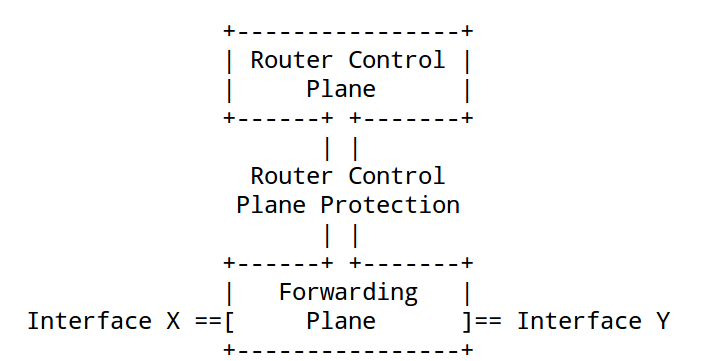 +----------------+
| Router Control |
|     Plane      |
+------+ +-------+
| |
Router Control
Plane Protection
| |
+------+ +-------+
|   Forwarding   |
Interface X ==[     Plane      ]== Interface Y
+----------------+